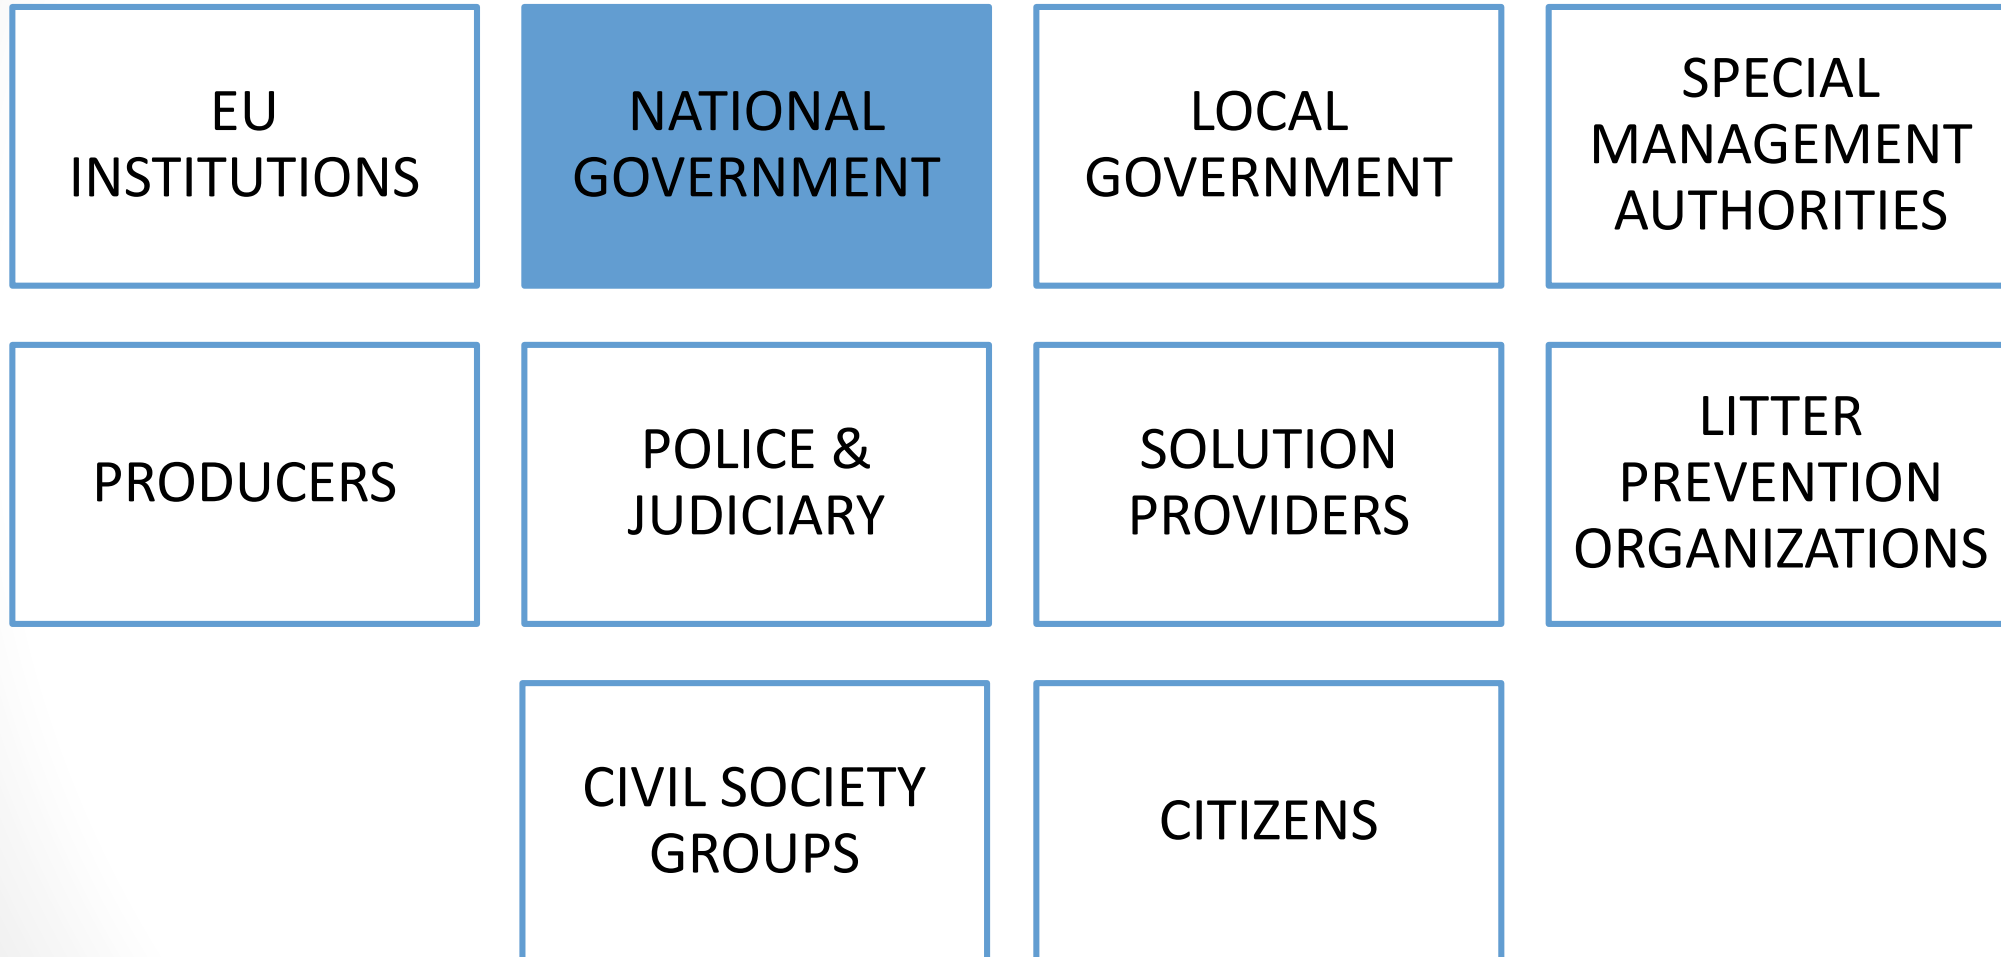 EU
INSTITUTIONS
NATIONAL
GOVERNMENT
LOCAL
GOVERNMENT
SPECIAL
MANAGEMENT
AUTHORITIES
PRODUCERS
POLICE &
JUDICIARY
SOLUTION
PROVIDERS
LITTER
PREVENTION
ORGANIZATIONS
CIVIL SOCIETY
GROUPS
CITIZENS